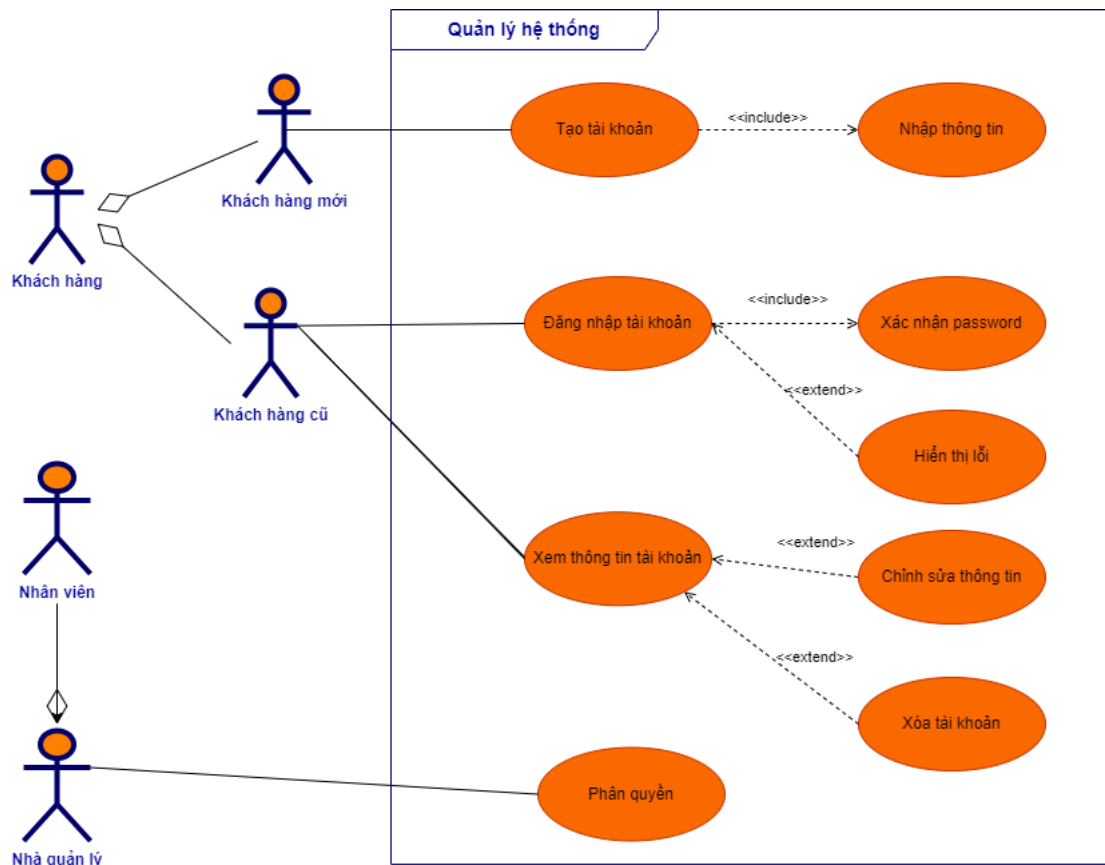 Quản lý hệ thống
Tạo tài khoản
<<include>>
Nhập thông tin
Khách hàng mới
Khách hàng
Đăng nhập tài khoản
<<include>>
Xác nhận password
Khách hàng cũ
<<extend>>
Hiển thị lỗi
Nhân viên
Xem thông tin tài khoản
<<extend>>
Chỉnh sửa thông tin
<<extend>>
Xóa tài khoản
Phân quyền
Nhà quản lý